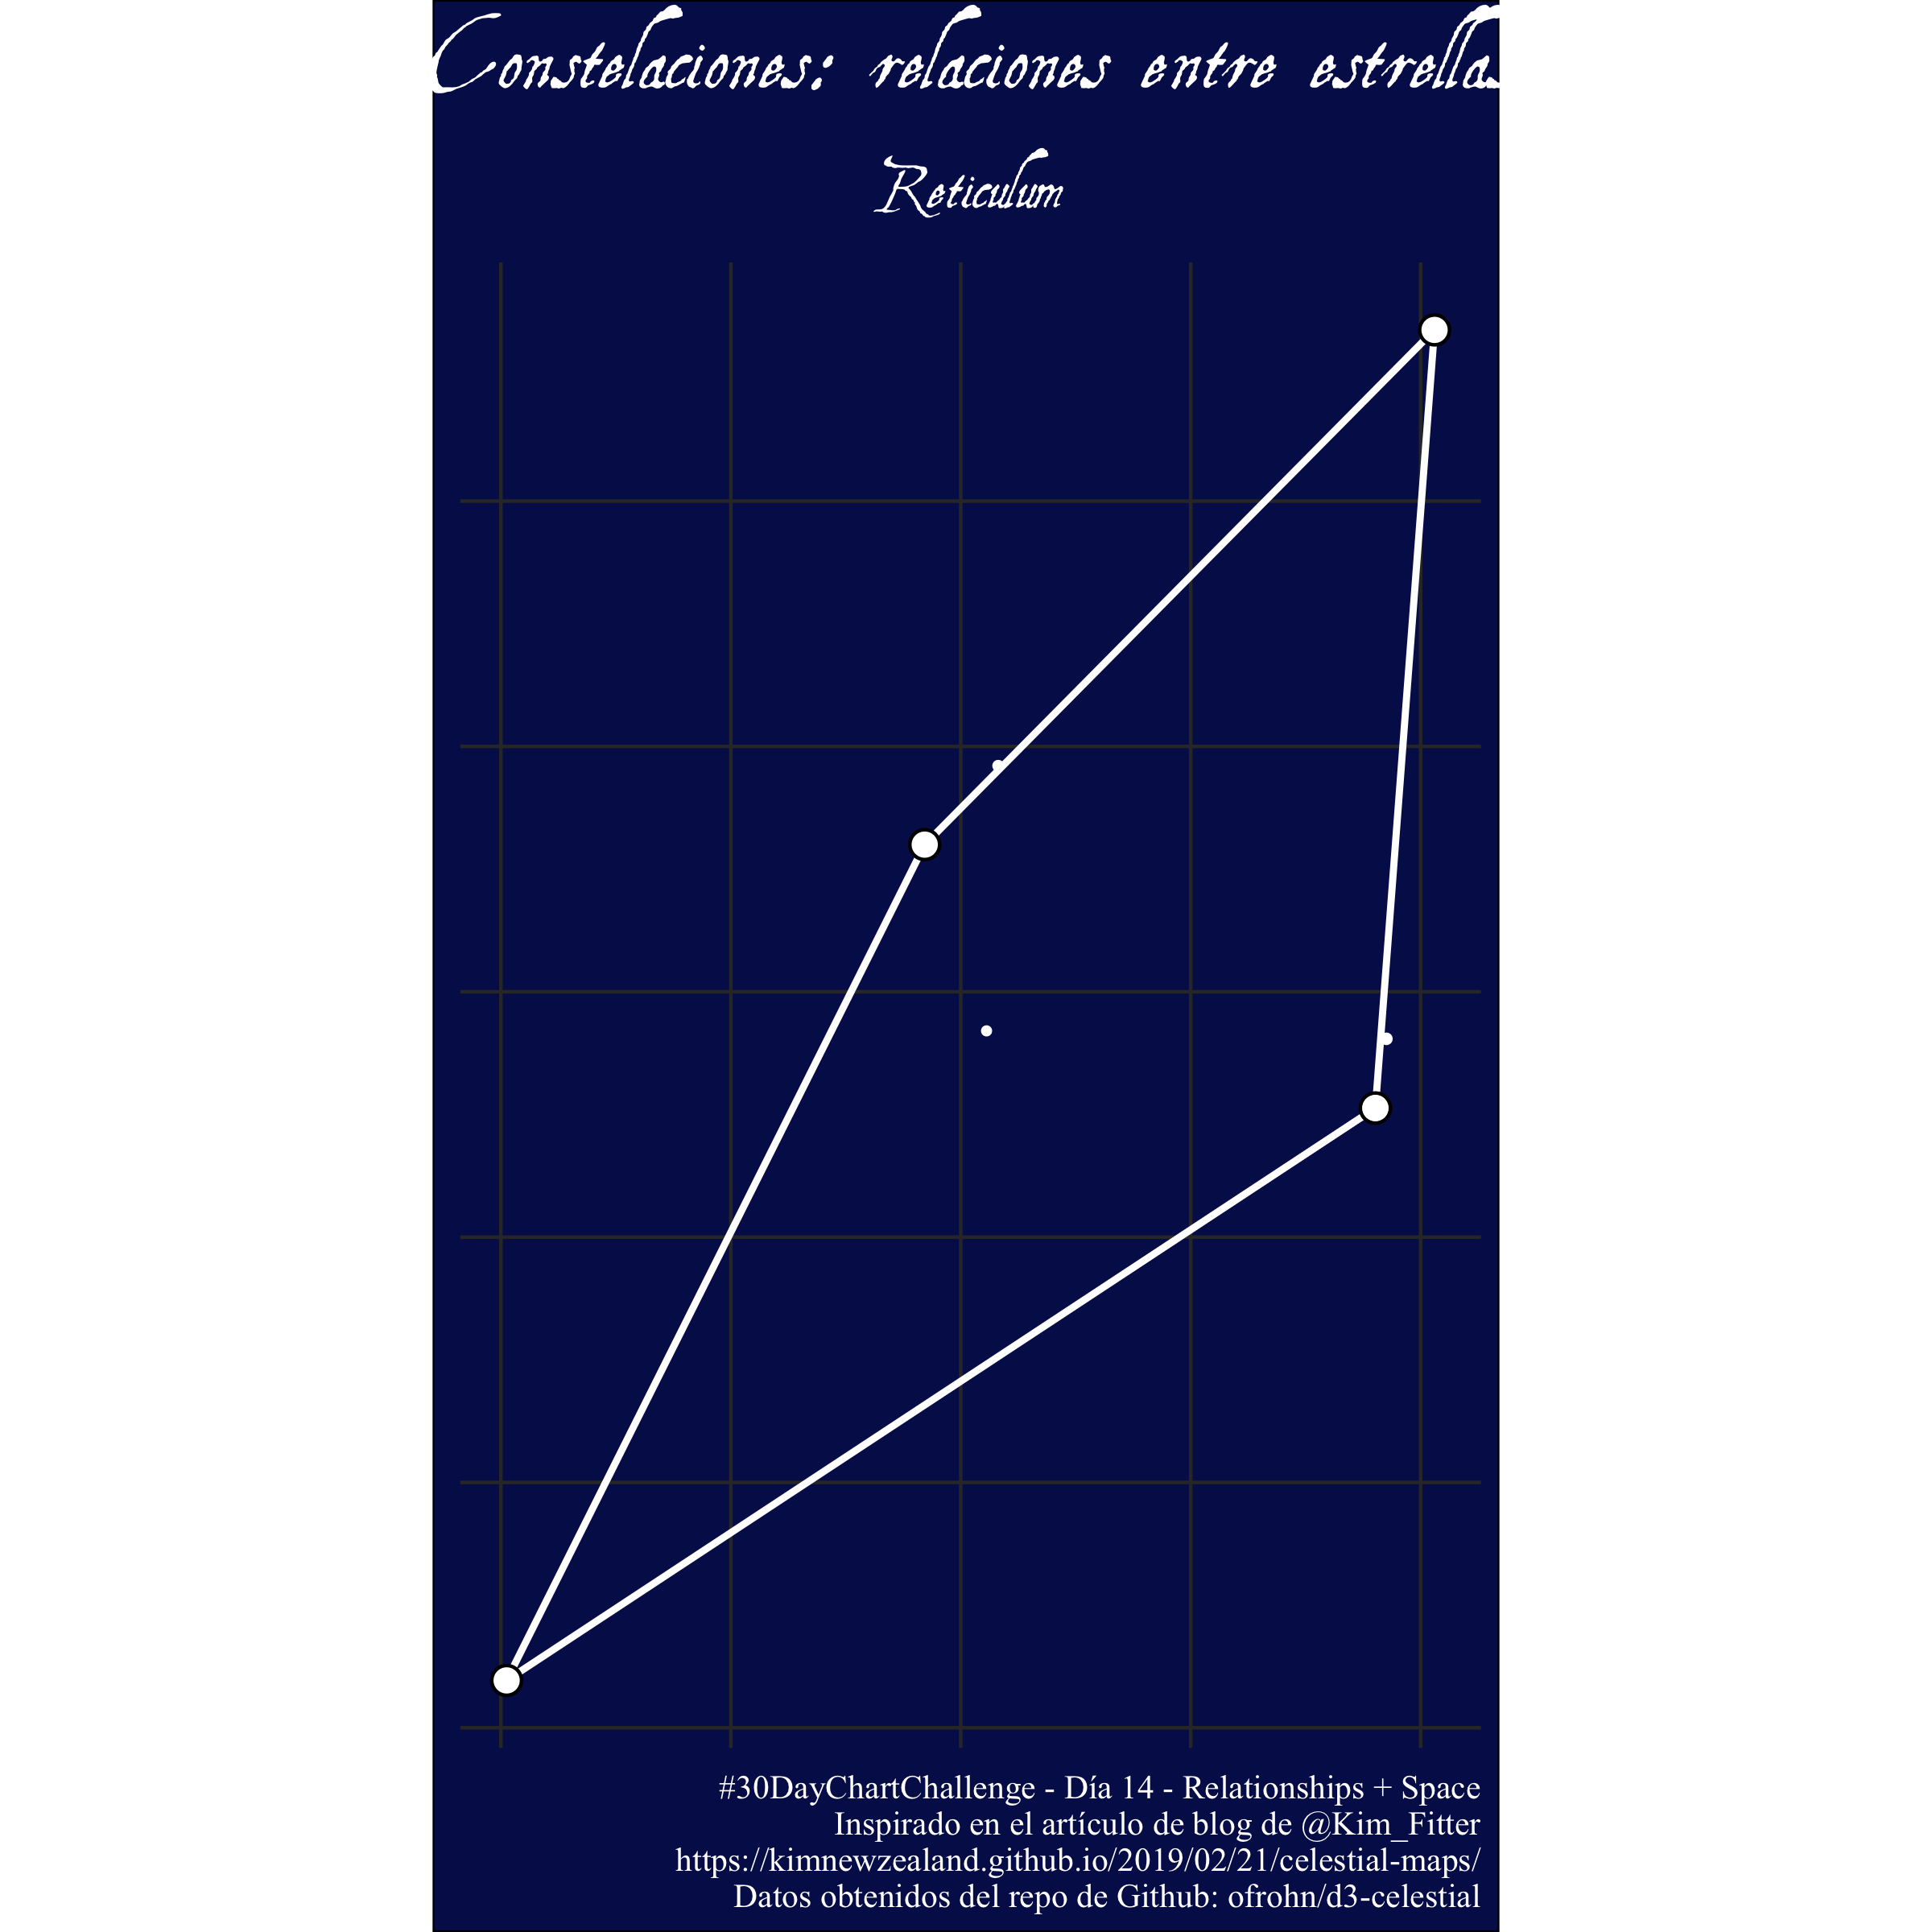 Constelaciones: relaciones entre estrella
Reticulum
#30DayChartChallenge - Día 14 - Relationships + Space
Inspirado en el artículo de blog de @Kim_Fitter
https://kimnewzealand.github.io/2019/02/21/celestial-maps/
Datos obtenidos del repo de Github: ofrohn/d3-celestial